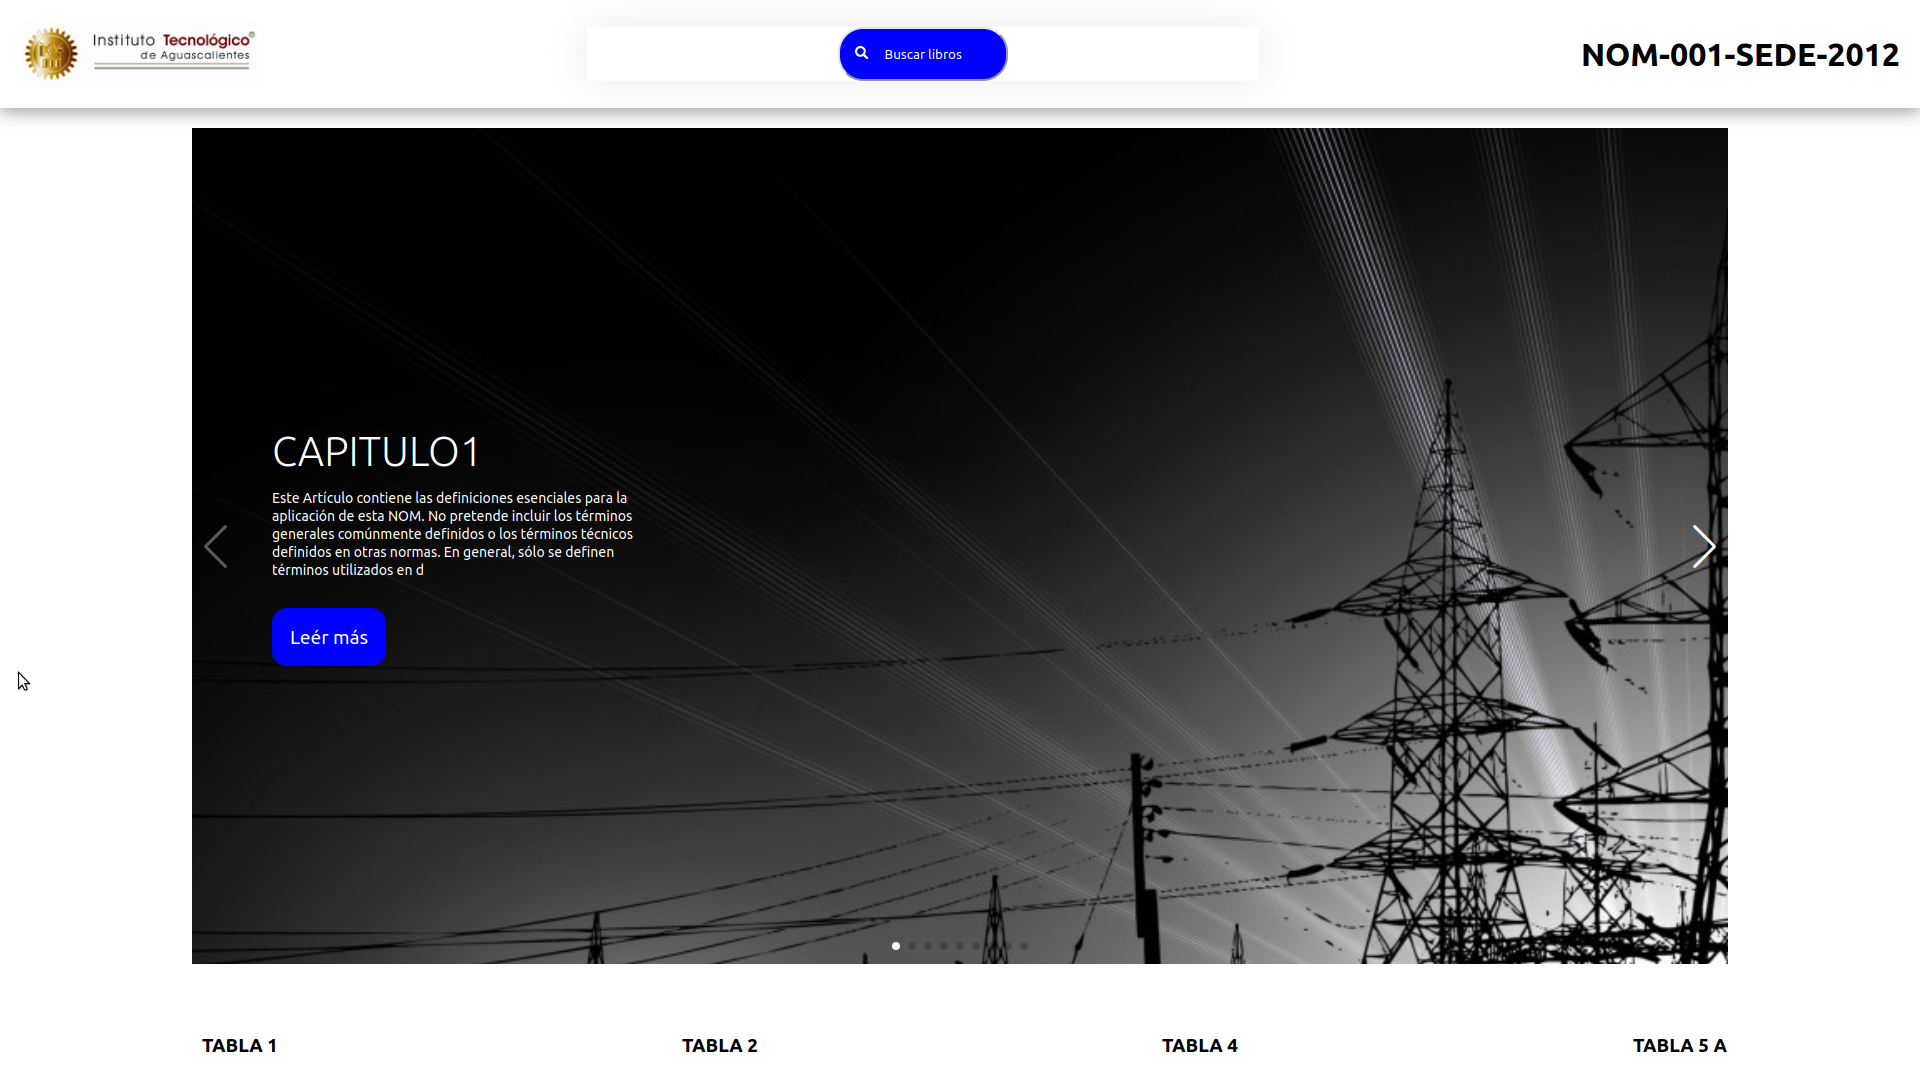 Instituto Tecnológico
de Aguascalientes
Buscar libros
NOM-001-SEDE-2012
CAPITULO1
Este Artículo contiene las definiciones esenciales para la
aplicación de esta NOM. No pretende incluir los términos
generales comúnmente definidos o los términos técnicos
definidos en otras normas. En general, sólo se definen
términos utilizados en d
Leér más
TABLA 1
TABLA 2
TABLA 4
TABLA 5 A